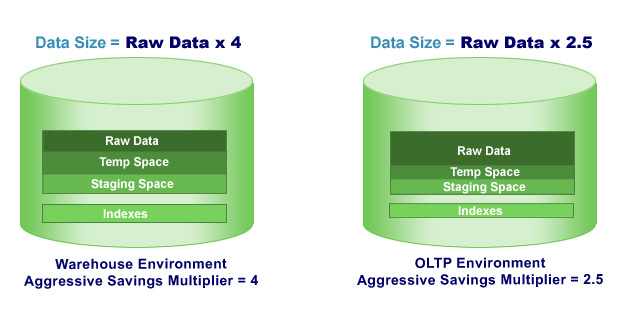 Data Size = Raw Data x 4
Raw Data
Temp Space
Staging Space
Indexes
Warehouse Environment
Aggressive Savings Multiplier = 4
Data Size = Raw Data x 2.5
Raw Data
Temp Space
Staging Space
Indexes
OLTP Environment
Aggressive Savings Multiplier = 2.5